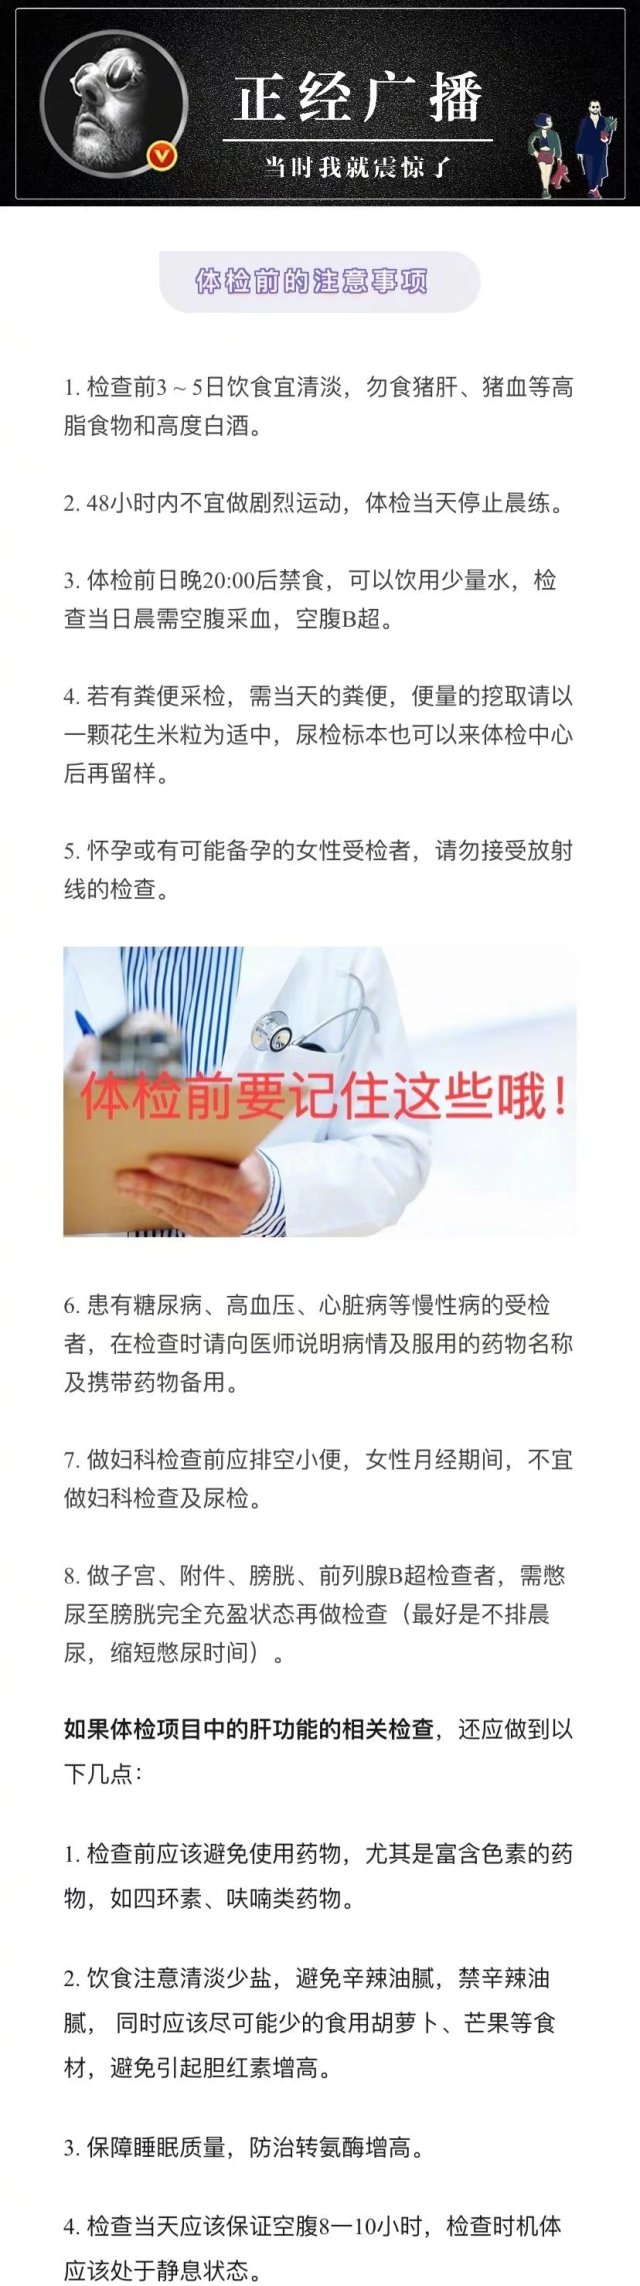 正经广播
当时我就震惊了
体检前的注意事项
1. 检查前3 ~ 5日饮食宜清淡，勿食猪肝、猪血等高
脂食物和高度白酒。
2. 48小时内不宜做剧烈运动，体检当天停止晨练。
3. 体检前日晚20:00后禁食，可以饮用少量水，检
查当日晨需空腹采血，空腹B超。
4. 若有粪便采检，需当天的粪便，便量的挖取请以
一颗花生米粒为适中，尿检标本也可以来体检中心
后再留样。
5. 怀孕或有可能备孕的女性受检者，请勿接受放射
线的检查。
体检前要记住这些哦！
6. 患有糖尿病、高血压、心脏病等慢性病的受检
者，在检查时请向医师说明病情及服用的药物名称
及携带药物备用。
7. 做妇科检查前应排空小便，女性月经期间，不宜
做妇科检查及尿检。
8. 做子宫、附件、膀胱、前列腺B超检查者，需憋
尿至膀胱完全充盈状态再做检查（最好是不排晨
尿，缩短憋尿时间）。
如果体检项目中的肝功能的相关检查，还应做到以
下几点：
1. 检查前应该避免使用药物，尤其是富含色素的药
物，如四环素、呋喃类药物。
2. 饮食注意清淡少盐，避免辛辣油腻，禁辛辣油
腻， 同时应该尽可能少的食用胡萝卜、芒果等食
材，避免引起胆红素增高。
3. 保障睡眠质量，防治转氨酶增高。
4. 检查当天应该保证空腹8—10小时，检查时机体
应该处于静息状态。